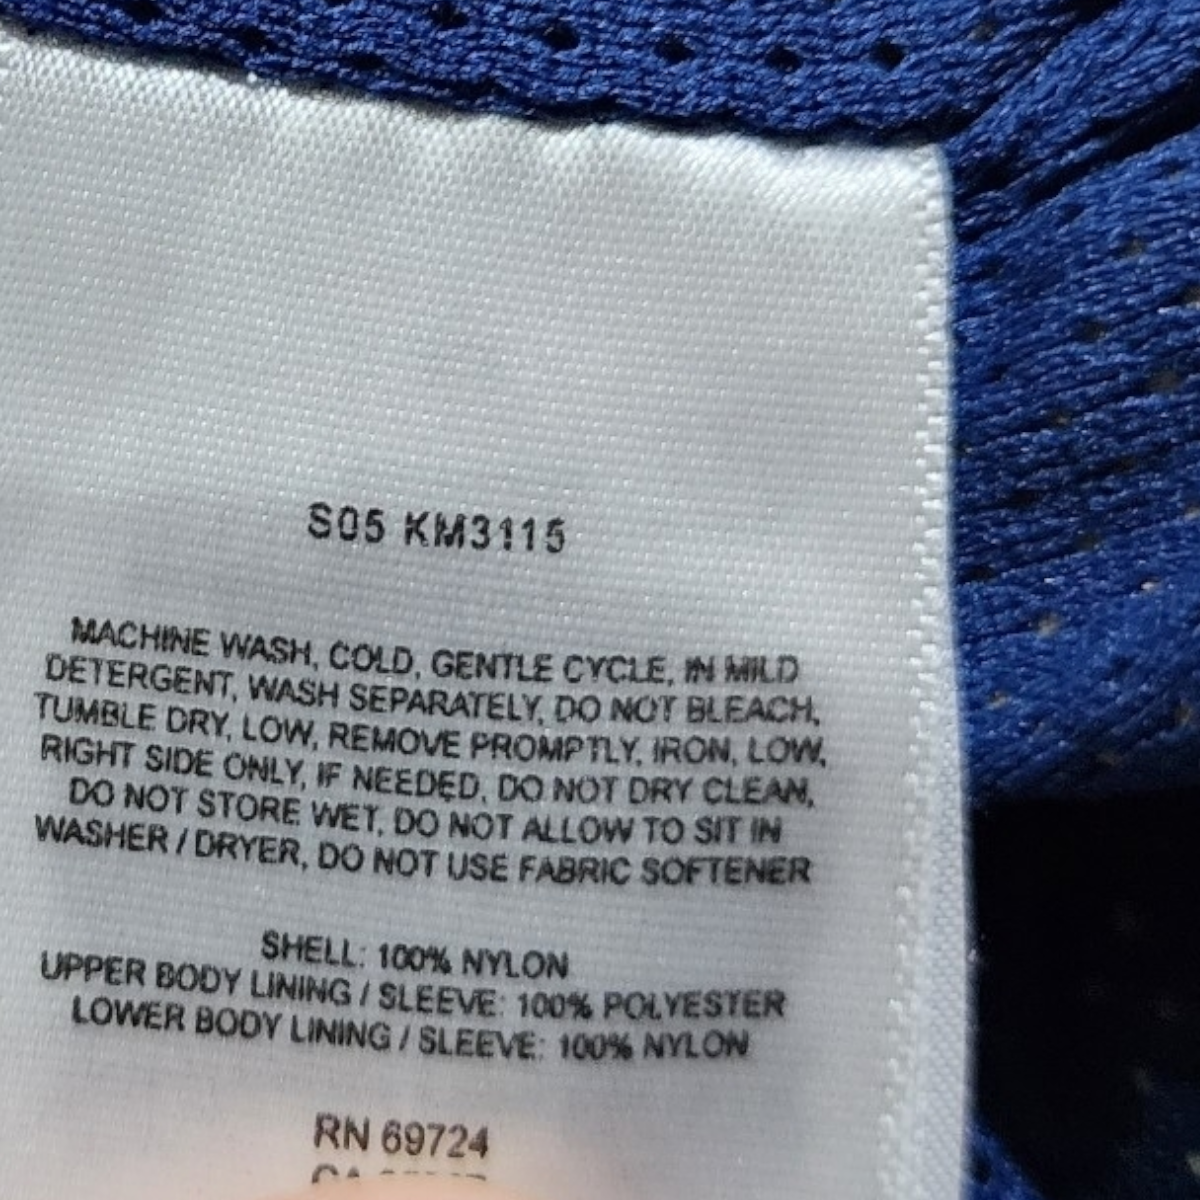 S05 KM3115
MACHINE WASH, COLD, GENTLE CYCLE, IN MILD
DETERGENT, WASH SEPARATELY, DO NOT BLEACH,
TUMBLE DRY, LOW, REMOVE PROMPTLY, IRON, LOW,
RIGHT SIDE ONLY, IF NEEDED, DO NOT DRY CLEAN,
DO NOT STORE WET, DO NOT ALLOW TO SIT IN
WASHER / DRYER, DO NOT USE FABRIC SOFTENER
SHELL: 100% NYLON
UPPER BODY LINING / SLEEVE: 100% POLYESTER
LOWER BODY LINING / SLEEVE: 100% NYLON
RN 69724